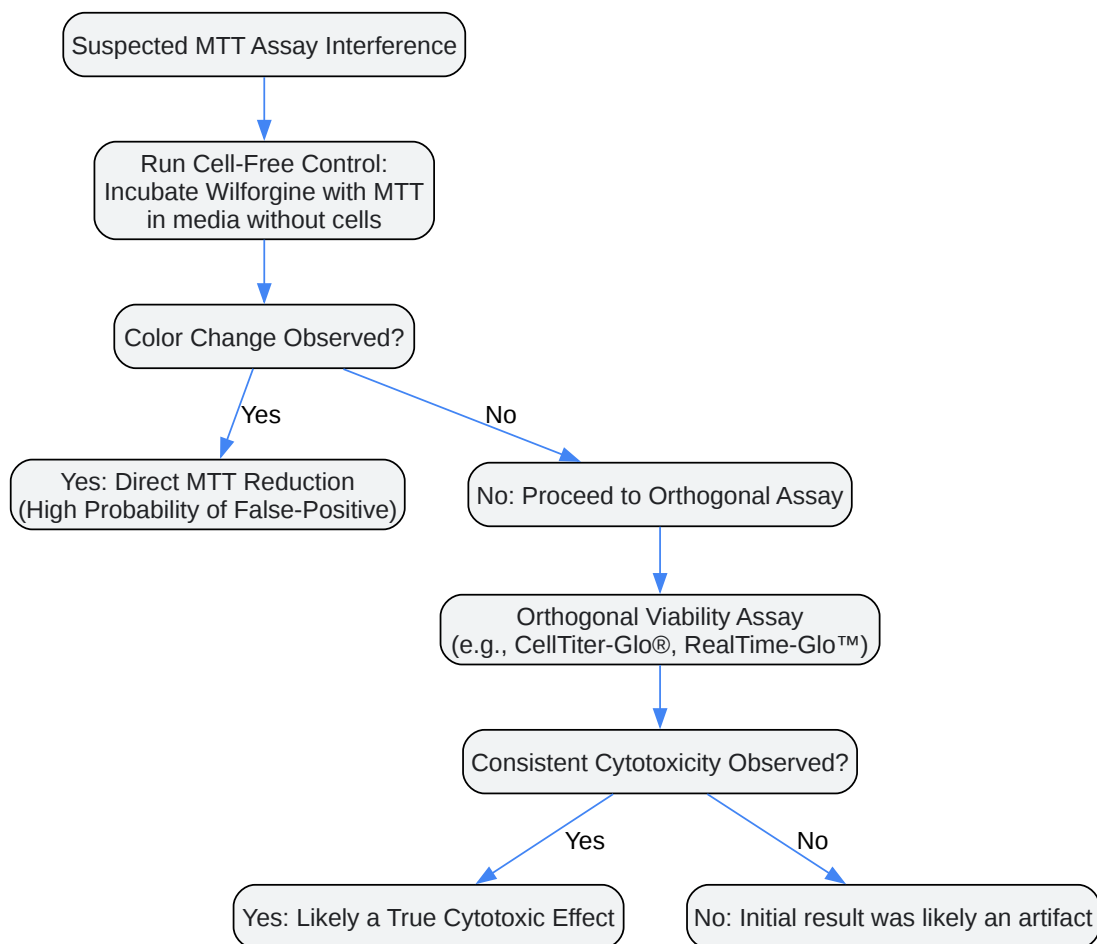 Suspected MTT Assay Interference
Run Cell-Free Control:
Incubate Wilforgine with MTT
in media without cells
Color Change Observed?
Yes
No
Yes: Direct MTT Reduction
(High Probability of False-Positive)
No: Proceed to Orthogonal Assay
Orthogonal Viability Assay
(e.g., CellTiter-Glo®, RealTime-Glo™)
Consistent Cytotoxicity Observed?
Yes
No
Yes: Likely a True Cytotoxic Effect
No: Initial result was likely an artifact